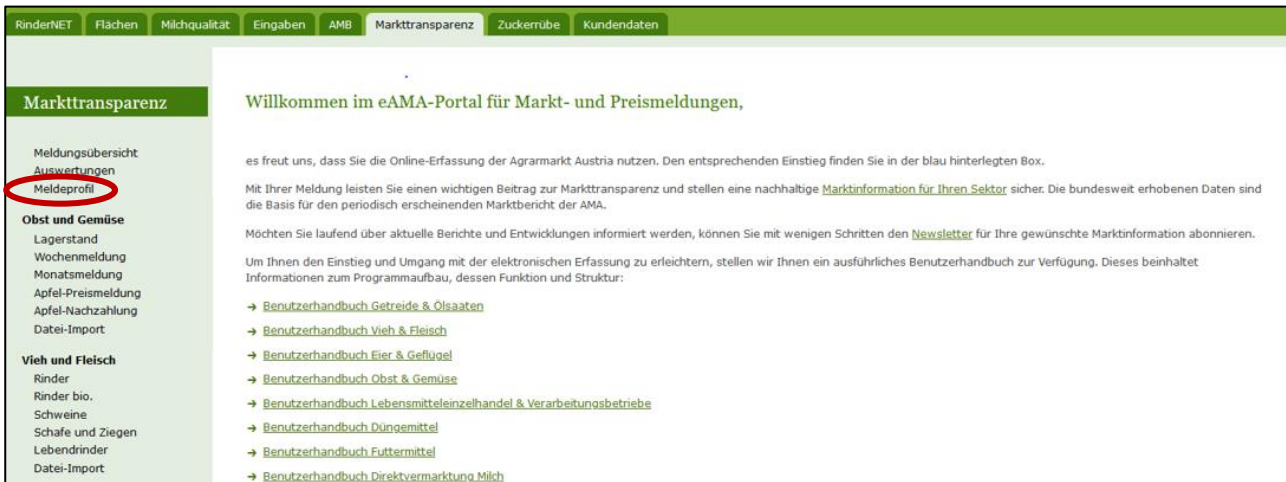 RinderNET Flächen Milchqualität Eingaben AMB Markttransparenz Zuckerrübe Kundendaten
Markttransparenz
Meldungsübersicht
Auswertungen
Meldeprofil
Obst und Gemüse
Lagerstand
Wochenmeldung
Monatsmeldung
Apfel-Preismeldung
Apfel-Nachzahlung
Datei-Import
Vieh und Fleisch
Rinder
Rinder bio.
Schweine
Schafe und Ziegen
Lebendrinder
Datei-Import
Willkommen im eAMA-Portal für Markt- und Preismeldungen,
es freut uns, dass Sie die Online-Erfassung der Agrarmarkt Austria nutzen. Den entsprechenden Einstieg finden Sie in der blau hinterlegten Box.
Mit Ihrer Meldung leisten Sie einen wichtigen Beitrag zur Markttransparenz und stellen eine nachhaltige Marktinformation für Ihren Sektor sicher. Die bundesweit erhobenen Daten sind
die Basis für den periodisch erscheinenden Marktbericht der AMA.
Möchten Sie laufend über aktuelle Berichte und Entwicklungen informiert werden, können Sie mit wenigen Schritten den Newsletter für Ihre gewünschte Marktinformation abonnieren.
Um Ihnen den Einstieg und Umgang mit der elektronischen Erfassung zu erleichtern, stellen wir Ihnen ein ausführliches Benutzerhandbuch zur Verfügung. Dieses beinhaltet
Informationen zum Programmaufbau, dessen Funktion und Struktur:
→ Benutzerhandbuch Getreide & Ölsaaten
→ Benutzerhandbuch Vieh & Fleisch
→ Benutzerhandbuch Eier & Geflügel
→ Benutzerhandbuch Obst & Gemüse
→ Benutzerhandbuch Lebensmitteleinzelhandel & Verarbeitungsbetriebe
→ Benutzerhandbuch Düngemittel
→ Benutzerhandbuch Futtermittel
→ Benutzerhandbuch Direktvermarktung Milch